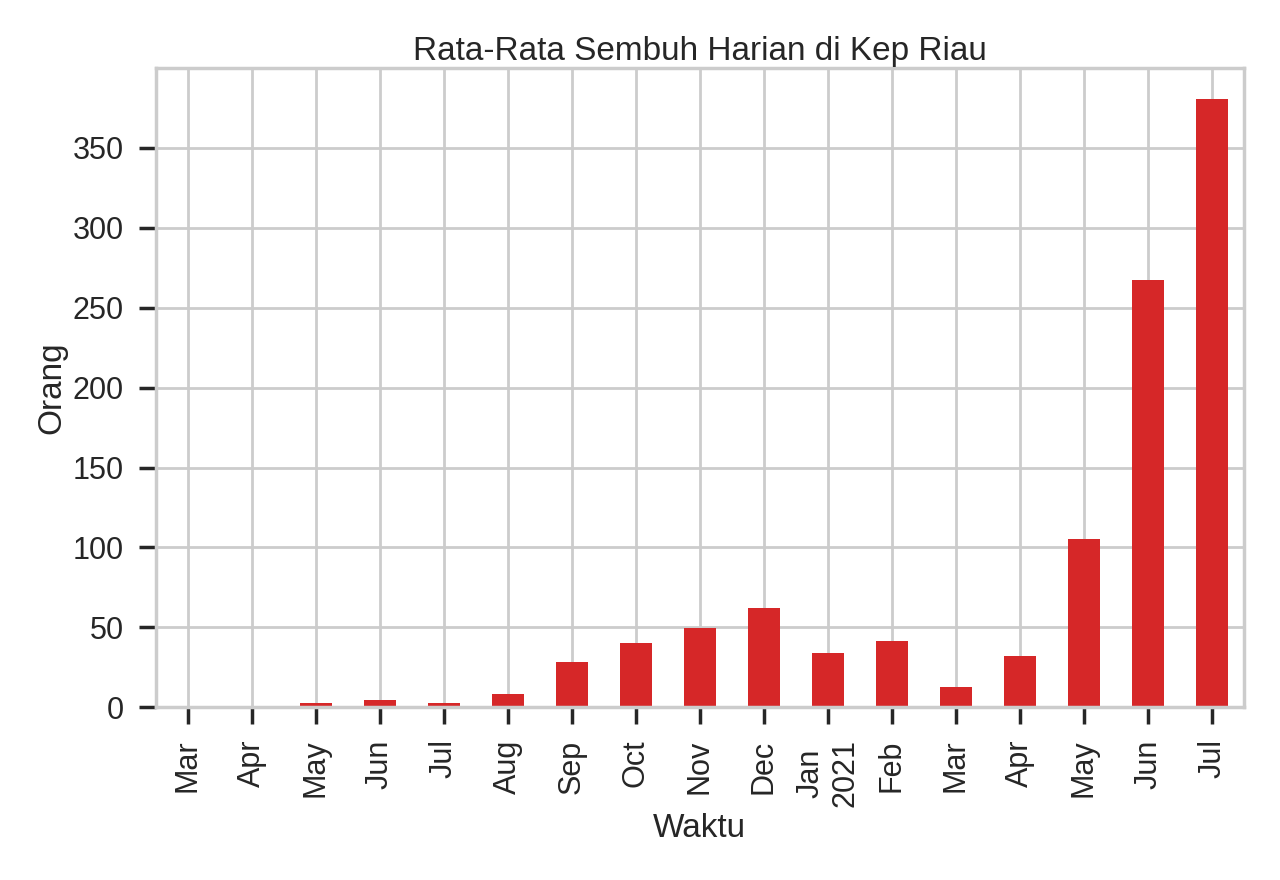 Rata-Rata Sembuh Harian di Kep Riau
Orang
350
300
250
200
150
100
50
0
Mar
Apr
May
Jun
Jul
Aug
Sep
Oct
Nov
Dec
Jan
2021
Feb
Mar
Apr
May
Jun
Jul
Waktu